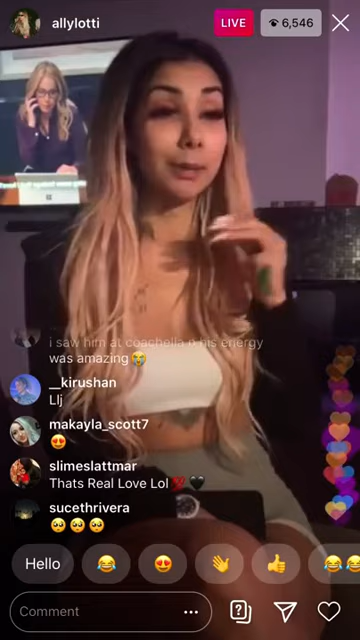 allylotti
LIVE
6,546
i saw him at coachella n his energy
was amazing😭
__kirushan
Llj
makayla_scott7
😍
slimeslattmar
Thats Real Love Lol💯🖤
sucethrivera
🥺🥺🥺
Hello 😂 😍 👋 👍 😂😂
Comment